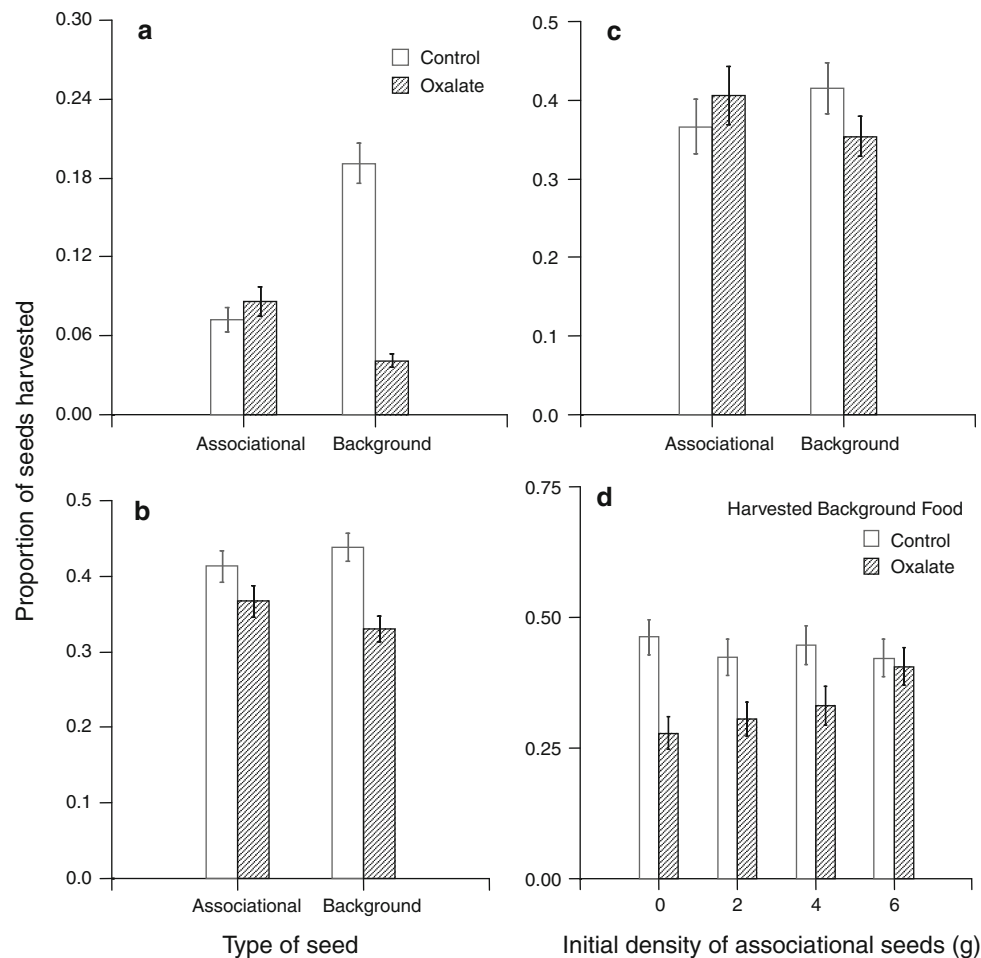 Proportion of seeds harvested
a
Control
Oxalate
0.30
0.24
0.18
0.12
0.06
0.00
Associational Background
c
0.5
0.4
0.3
0.2
0.1
0.0
Associational Background
b
0.5
0.4
0.3
0.2
0.1
0.0
Associational Background
Type of seed
d
Harvested Background Food
Control
Oxalate
0.75
0.50
0.25
0.00
0 2 4 6
Initial density of associational seeds (g)